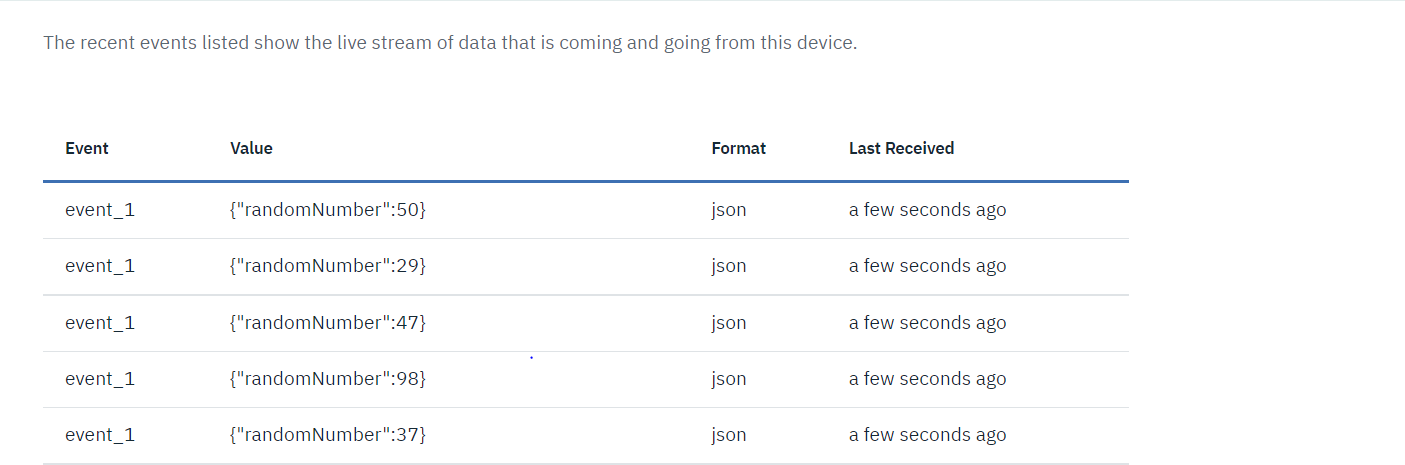 The recent events listed show the live stream of data that is coming and going from this device.
Event Value Format Last Received
event_1 {"randomNumber":50} json a few seconds ago
event_1 {"randomNumber":29} json a few seconds ago
event_1 {"randomNumber":47} json a few seconds ago
event_1 {"randomNumber":98} json a few seconds ago
event_1 {"randomNumber":37} json a few seconds ago